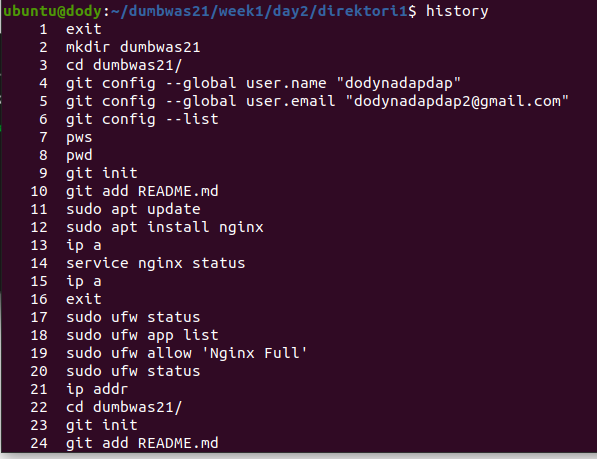 ubuntu@dody:~/dumbwas21/week1/day2/direktori1$ history
1 exit
2 mkdir dumbwas21
3 cd dumbwas21/
4 git config --global user.name "dodynadapdap"
5 git config --global user.email "dodynadapdap2@gmail.com"
6 git config --list
7 pws
8 pwd
9 git init
10 git add README.md
11 sudo apt update
12 sudo apt install nginx
13 ip a
14 service nginx status
15 ip a
16 exit
17 sudo ufw status
18 sudo ufw app list
19 sudo ufw allow 'Nginx Full'
20 sudo ufw status
21 ip addr
22 cd dumbwas21/
23 git init
24 git add README.md